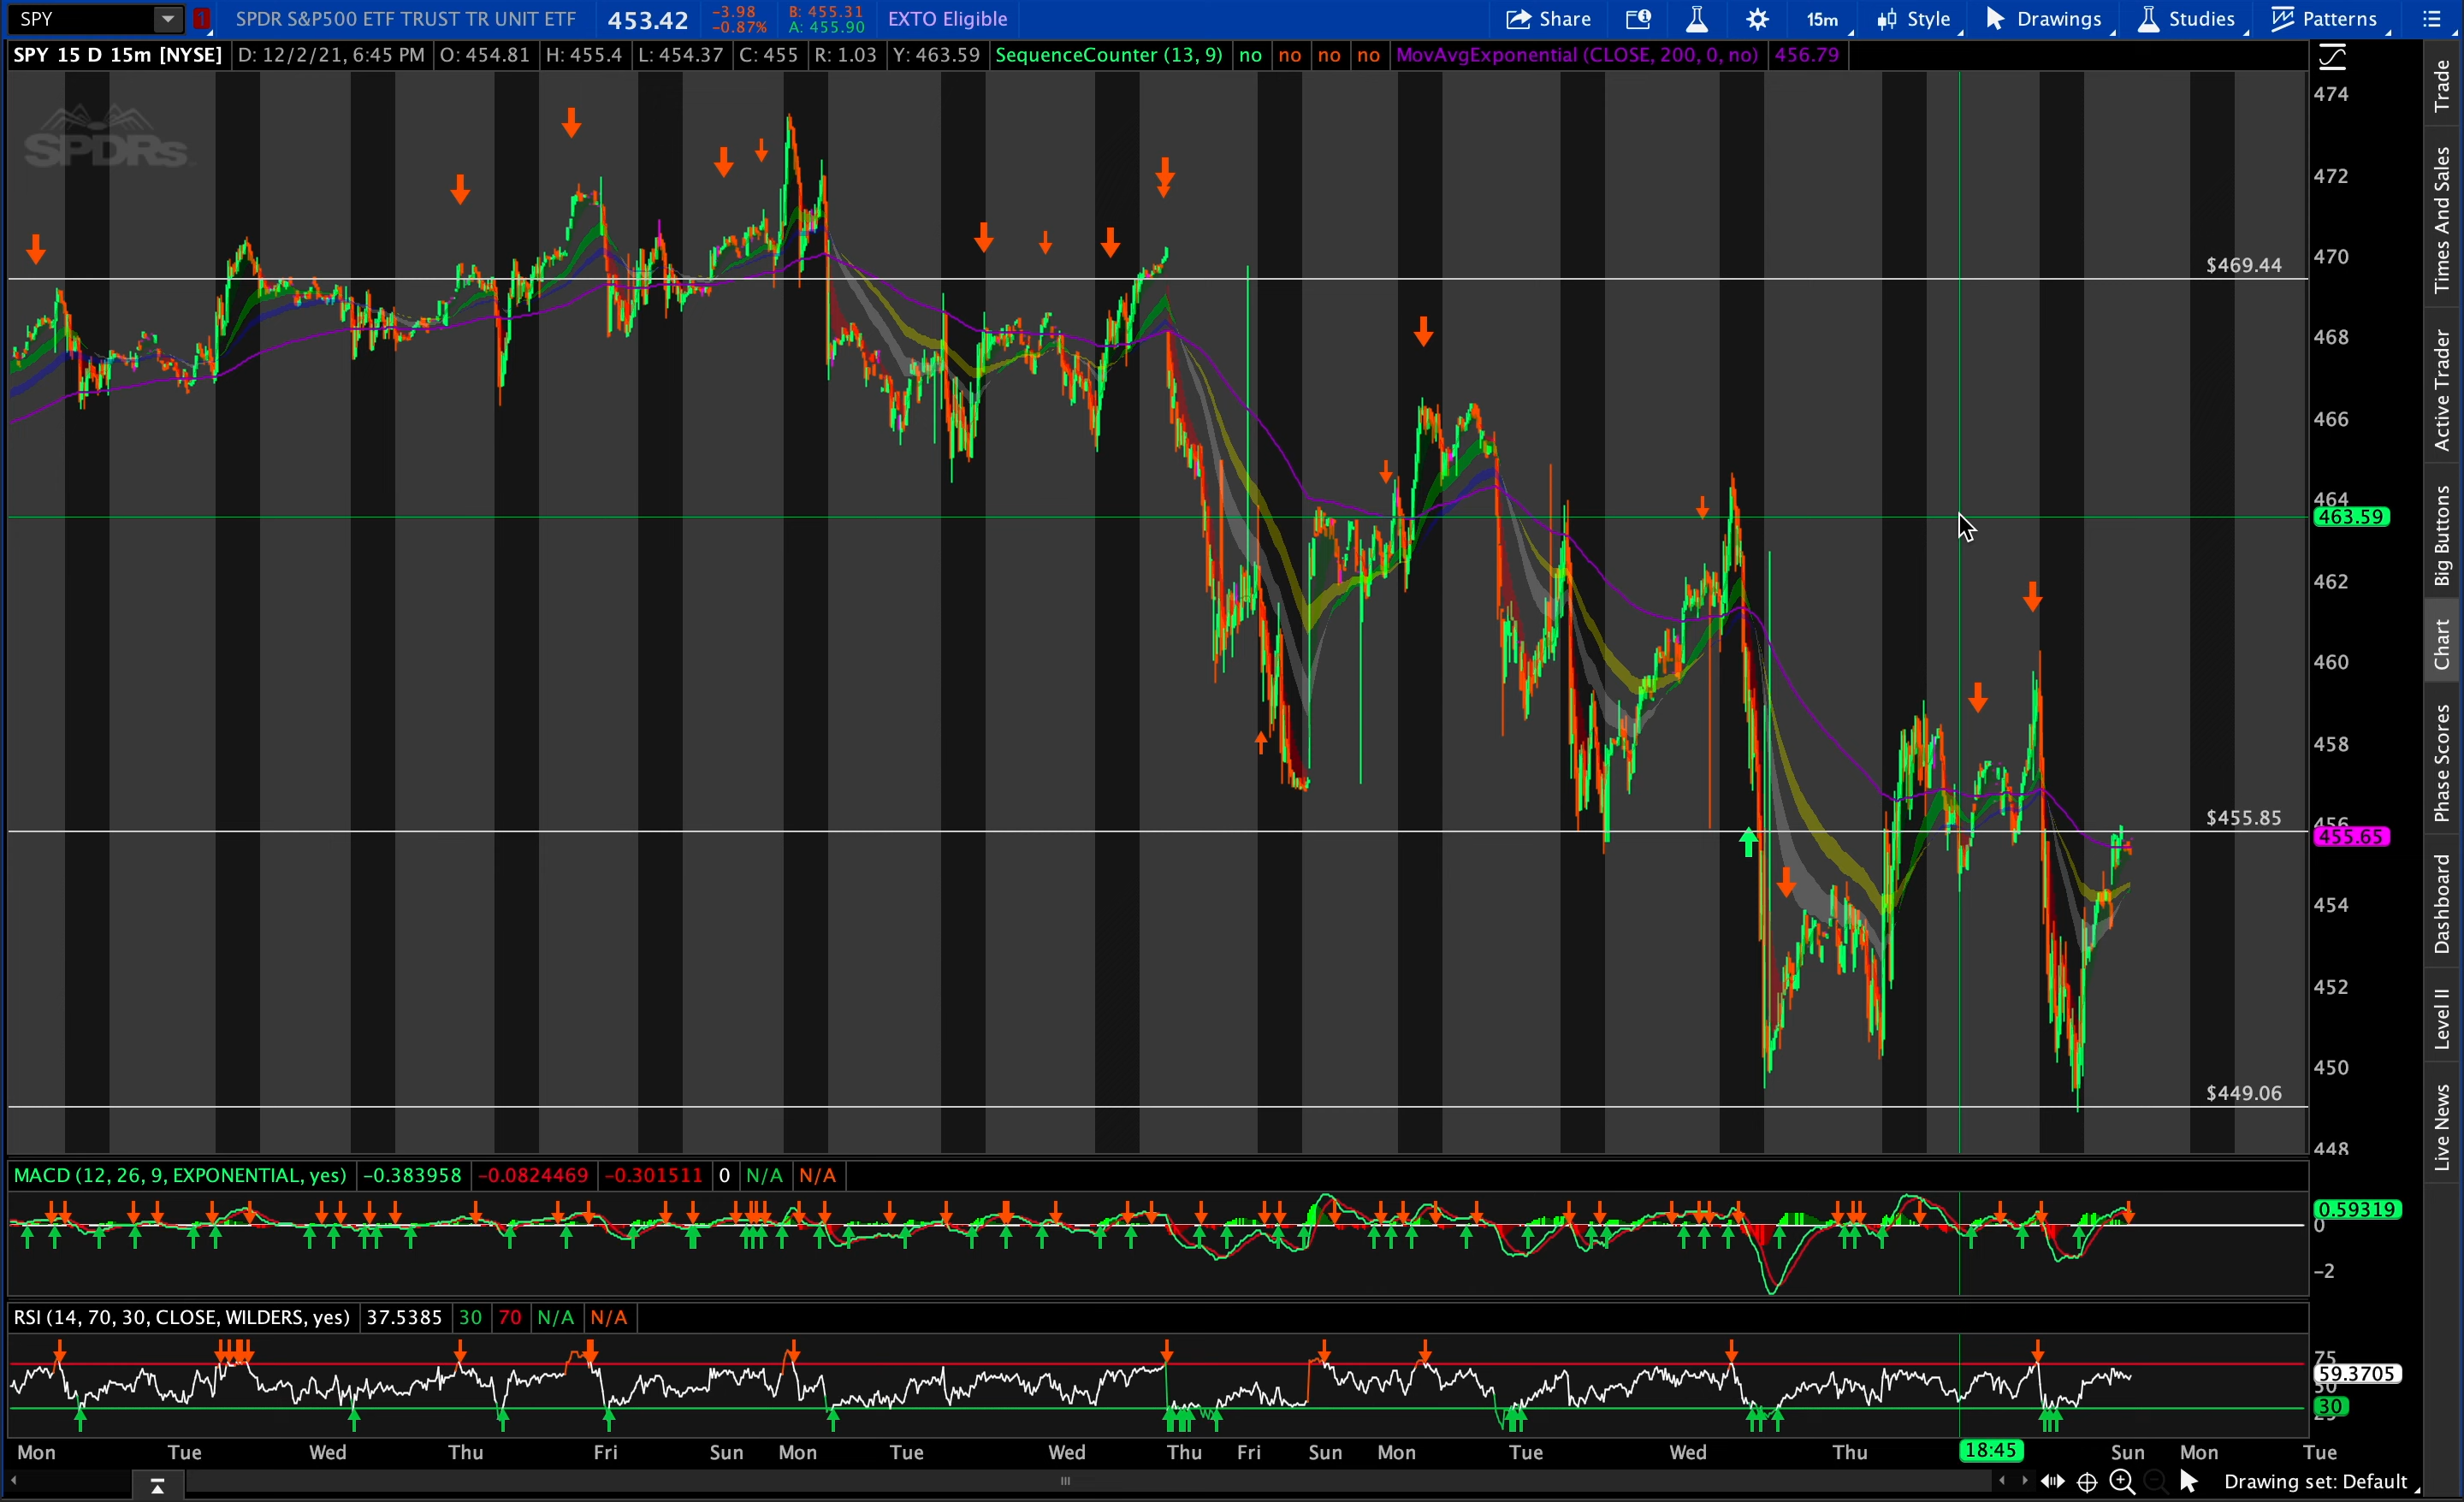 SPY 1 SPDR S&P500 ETF TRUST TR UNIT ETF 453.42 -3.98 -0.87% B: 455.31 A: 455.90 EXTO Eligible Share 15m Style Drawings Studies Patterns
SPY 15 D 15m [NYSE] D: 12/2/21, 6:45 PM O: 454.81 H: 455.4 L: 454.37 C: 455 R: 1.03 Y: 463.59 SequenceCounter (13, 9) no no no no MovAvgExponential (CLOSE, 200, 0, no) 456.79
SPDRs
474
472
470
$469.44
468
466
464
463.59
462
460
458
$455.85
456
455.65
454
452
450
$449.06
448
MACD (12, 26, 9, EXPONENTIAL, yes) -0.383958 -0.0824469 -0.301511 0 N/A N/A
0.59319
0
-2
RSI (14, 70, 30, CLOSE, WILDERS, yes) 37.5385 30 70 N/A N/A
75
59.3705
50
30
25
Mon Tue Wed Thu Fri Sun Mon Tue Wed Thu Fri Sun Mon Tue Wed Thu 18:45 Sun Mon Tue
Drawing set: Default
Trade
Times And Sales
Active Trader
Big Buttons
Chart
Phase Scores
Dashboard
Level II
Live News